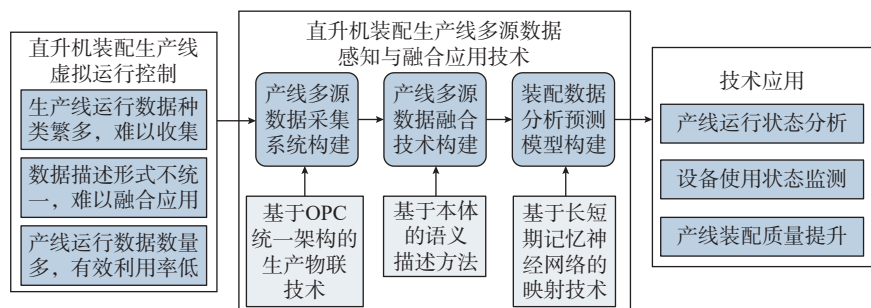 直升机装配生产线
虚拟运行控制
生产线运行数据种
类繁多，难以收集
数据描述形式不统
一，难以融合应用
产线运行数据数量
多，有效利用率低
直升机装配生产线多源数据
感知与融合应用技术
产线多源
数据采集
系统构建
产线多源
数据融合
技术构建
装配数据
分析预测
模型构建
基于OPC
统一架构的
生产物联
技术
基于本体
的语义
描述方法
基于长短
期记忆神
经网络的
映射技术
技术应用
产线运行状态分析
设备使用状态监测
产线装配质量提升